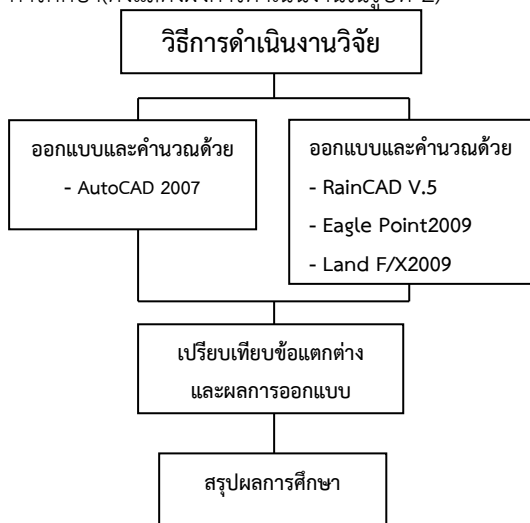 วิธีการดำเนินงานวิจัย
ออกแบบและคำนวณด้วย
- AutoCAD 2007
ออกแบบและคำนวณด้วย
- RainCAD V.5
- Eagle Point2009
- Land F/X2009
เปรียบเทียบข้อแตกต่าง
และผลการออกแบบ
สรุปผลการศึกษา